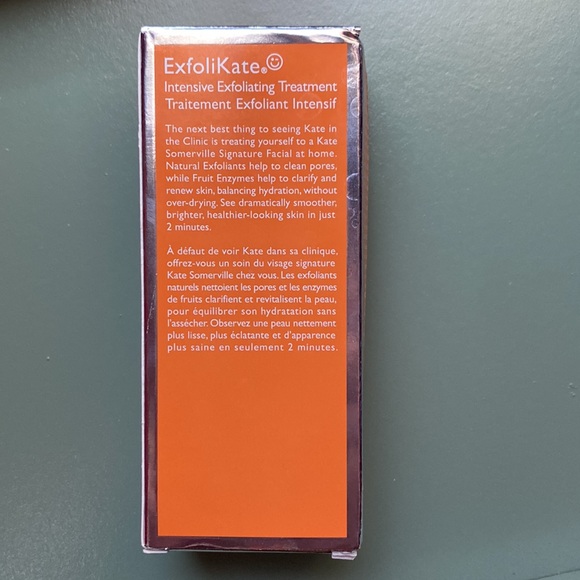 ExfoliKate®
Intensive Exfoliating Treatment
Traitement Exfoliant Intensif
The next best thing to seeing Kate in
the Clinic is treating yourself to a Kate
Somerville Signature Facial at home.
Natural Exfoliants help to clean pores,
while Fruit Enzymes help to clarify and
renew skin, balancing hydration, without
over-drying. See dramatically smoother,
brighter, healthier-looking skin in just
2 minutes.
À défaut de voir Kate dans sa clinique,
offrez-vous un soin du visage signature
Kate Somerville chez vous. Les exfoliants
naturels nettoient les pores et les enzymes
de fruits clarifient et revitalisent la peau,
pour équilibrer son hydratation sans
l'assécher. Observez une peau nettement
plus lisse, plus éclatante et d'apparence
plus saine en seulement 2 minutes.